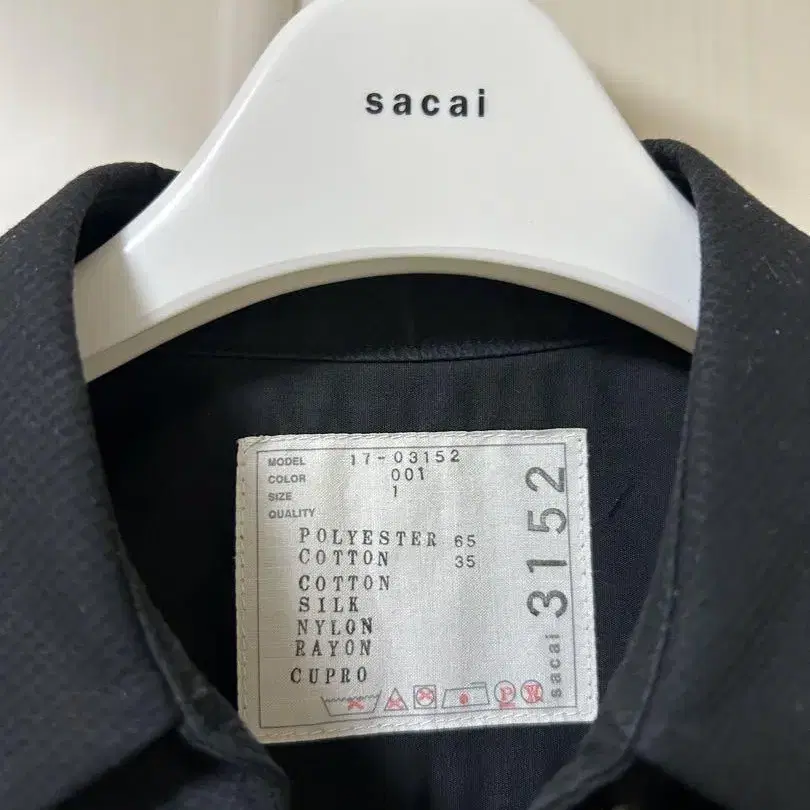 sacai
MODEL 17-03152
COLOR 001
SIZE 1
QUALITY
POLYESTER 65
COTTON 35
COTTON
SILK
NYLON
RAYON
CUPRO
P W
sacai 3152